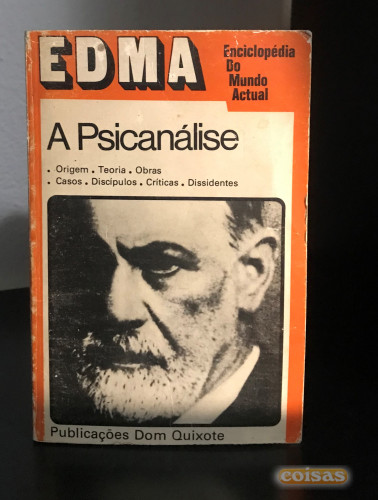 EDMA
Enciclopédia
Do
Mundo
Actual
A Psicanálise
. Origem . Teoria . Obras
. Casos . Discípulos . Críticas . Dissidentes
Publicações Dom Quixote
coisas